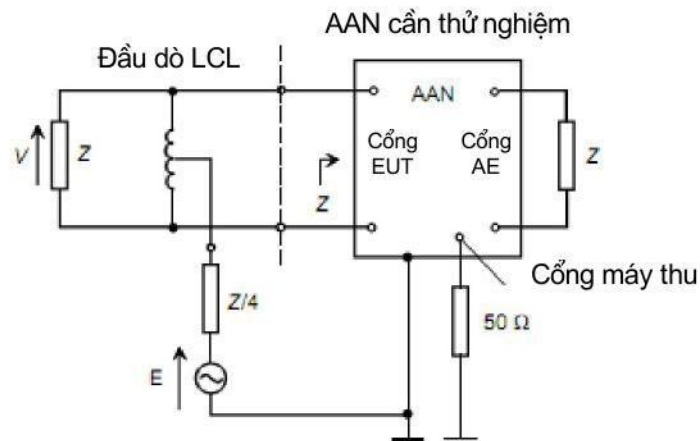 AAN cần thử nghiệm
Đầu dò LCL
AAN
V
Z
Cổng
EUT
Cổng
AE
Z
Z
Cổng máy thu
Z/4
50 Ω
E